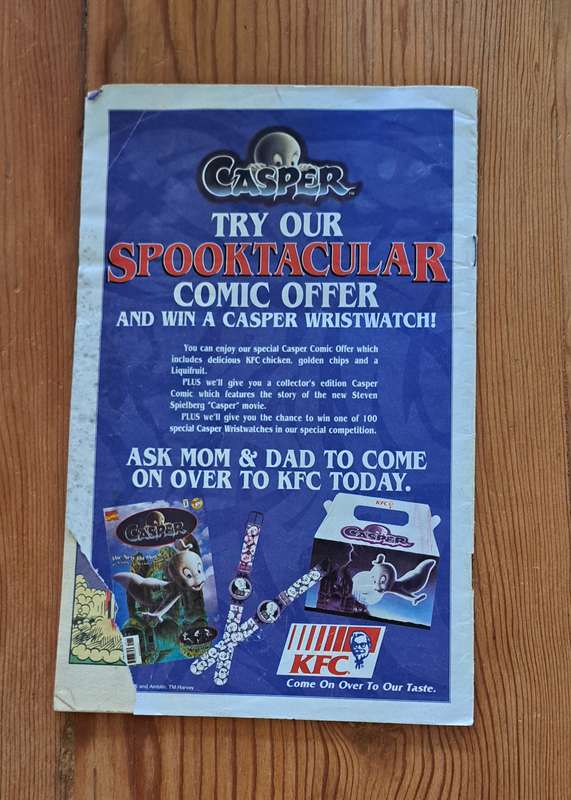 CASPER™
TRY OUR
SPOOKTACULAR
COMIC OFFER
AND WIN A CASPER WRISTWATCH!
You can enjoy our special Casper Comic Offer which
includes delicious KFC chicken, golden chips and a
Liquifruit.
PLUS we'll give you a collector's edition Casper
Comic which features the story of the new Steven
Spielberg "Casper" movie.
PLUS we'll give you the chance to win one of 100
special Casper Wristwatches in our special competition.
ASK MOM & DAD TO COME
ON OVER TO KFC TODAY.
CASPER
KFC
CASPER
KFC
Come On Over To Our Taste.
and Amblin. TM Harvey